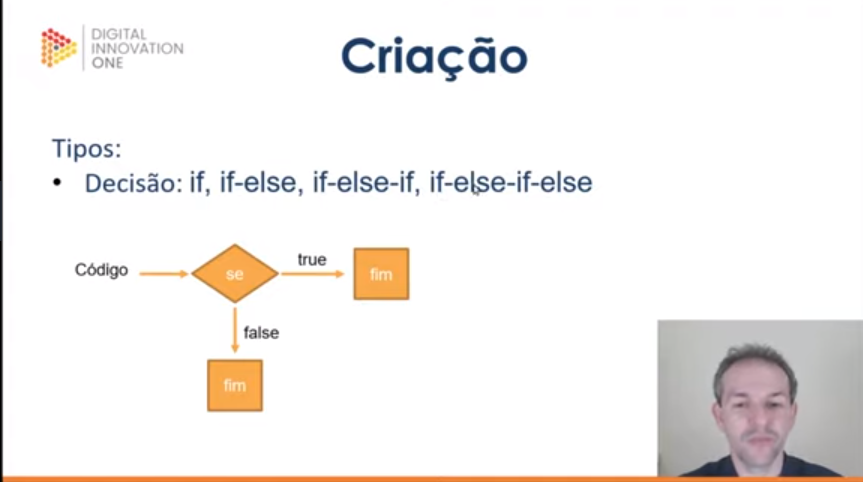 DIGITAL
INNOVATION
ONE
Criação
Tipos:
• Decisão: if, if-else, if-else-if, if-else-if-else
Código
se
true
fim
false
fim